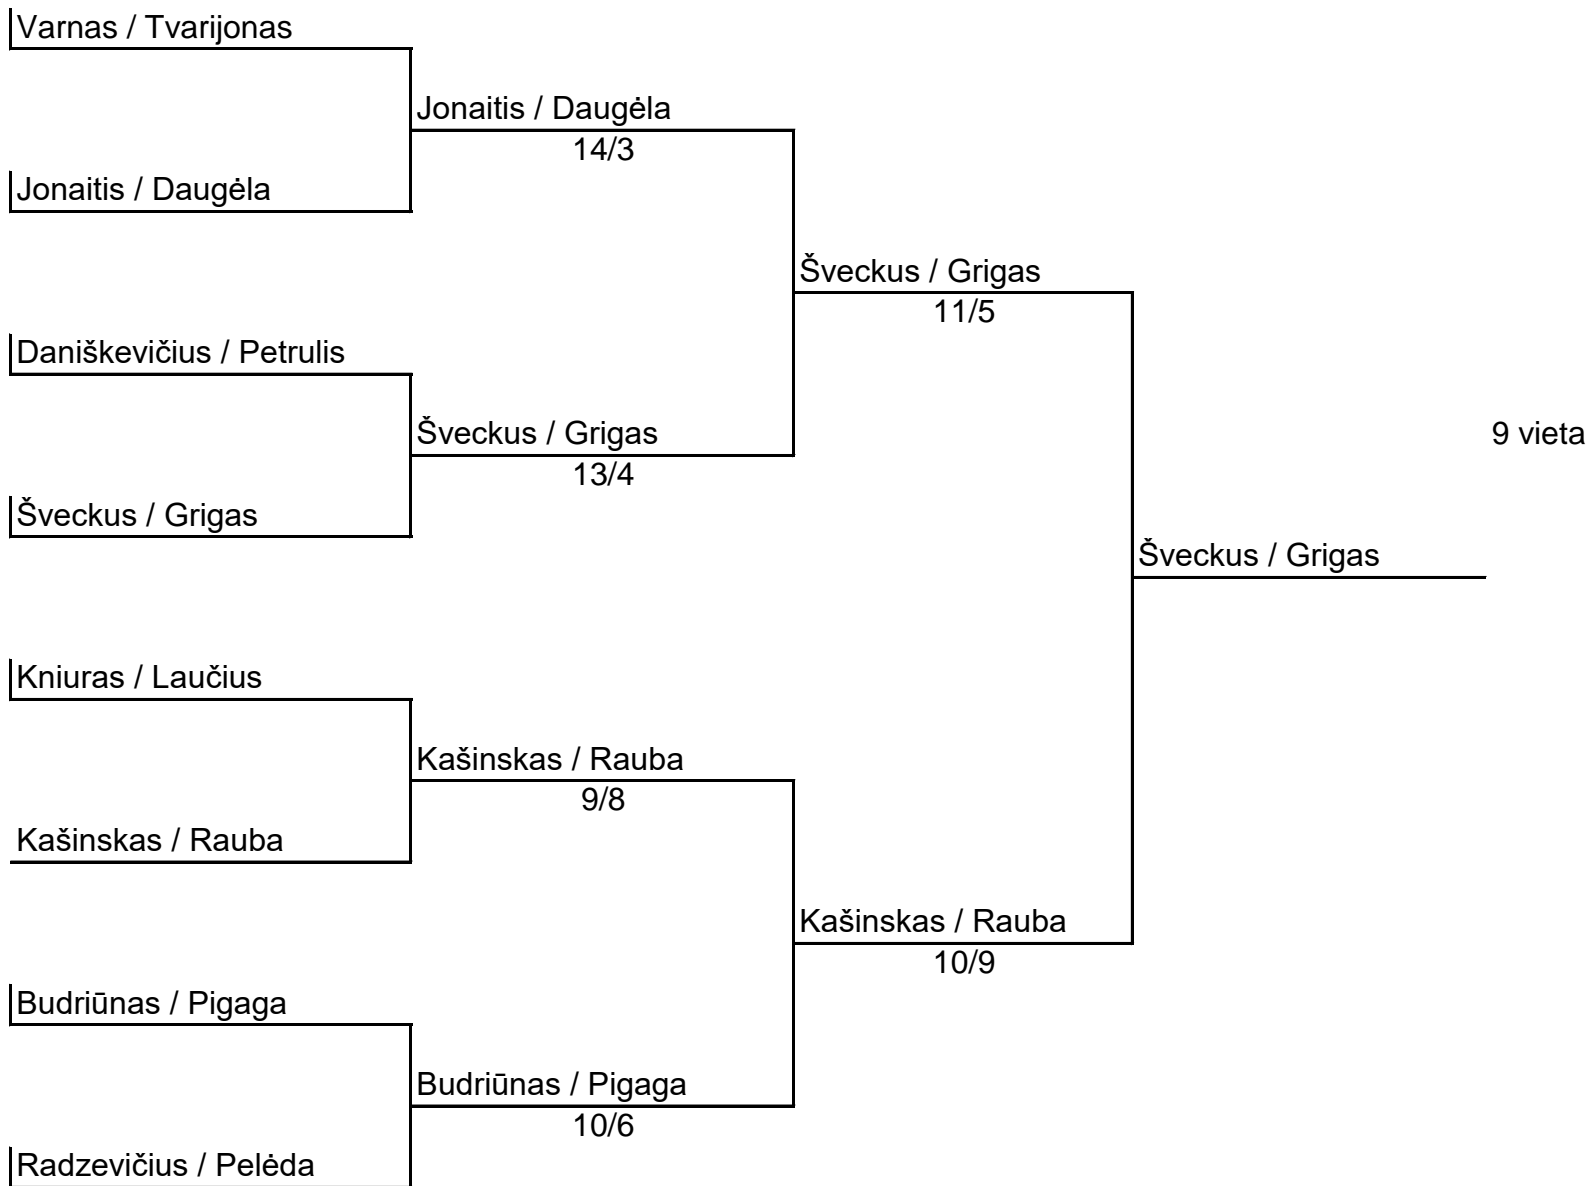 Varnas / Tvarijonas
Jonaitis / Daugėla
14/3
Jonaitis / Daugėla
Šveckus / Grigas
11/5
Daniškevičius / Petrulis
Šveckus / Grigas
9 vieta
13/4
Šveckus / Grigas
Šveckus / Grigas
Kniuras / Laučius
Kašinskas / Rauba
9/8
Kašinskas / Rauba
Kašinskas / Rauba
10/9
Budriūnas / Pigaga
Budriūnas / Pigaga
10/6
Radzevičius / Pelėda